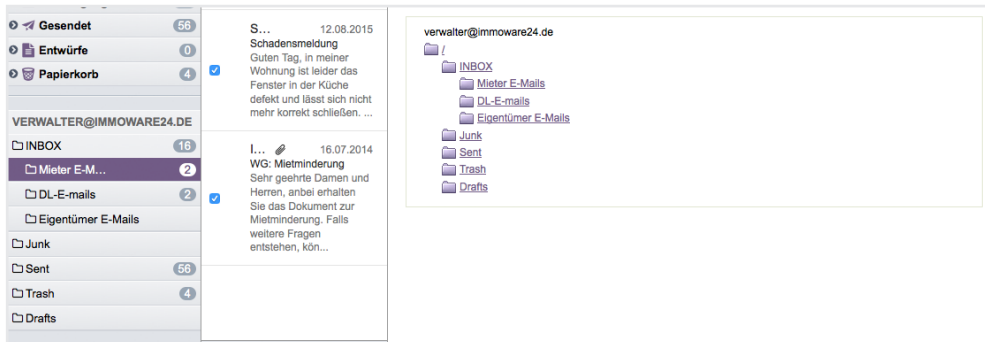 Gesendet 56
Entwürfe 0
Papierkorb 4
VERWALTER@IMMOWARE24.DE
INBOX 16
Mieter E-M... 2
DL-E-mails 2
Eigentümer E-Mails
Junk
Sent 56
Trash 4
Drafts
S... 12.08.2015
Schadensmeldung
Guten Tag, in meiner
Wohnung ist leider das
Fenster in der Küche
defekt und lässt sich nicht
mehr korrekt schließen. ...
I... 16.07.2014
WG: Mietminderung
Sehr geehrte Damen und
Herren, anbei erhalten
Sie das Dokument zur
Mietminderung. Falls
weitere Fragen
entstehen, kön...
verwalter@immoware24.de
/
INBOX
Mieter E-Mails
DL-E-mails
Eigentümer E-Mails
Junk
Sent
Trash
Drafts